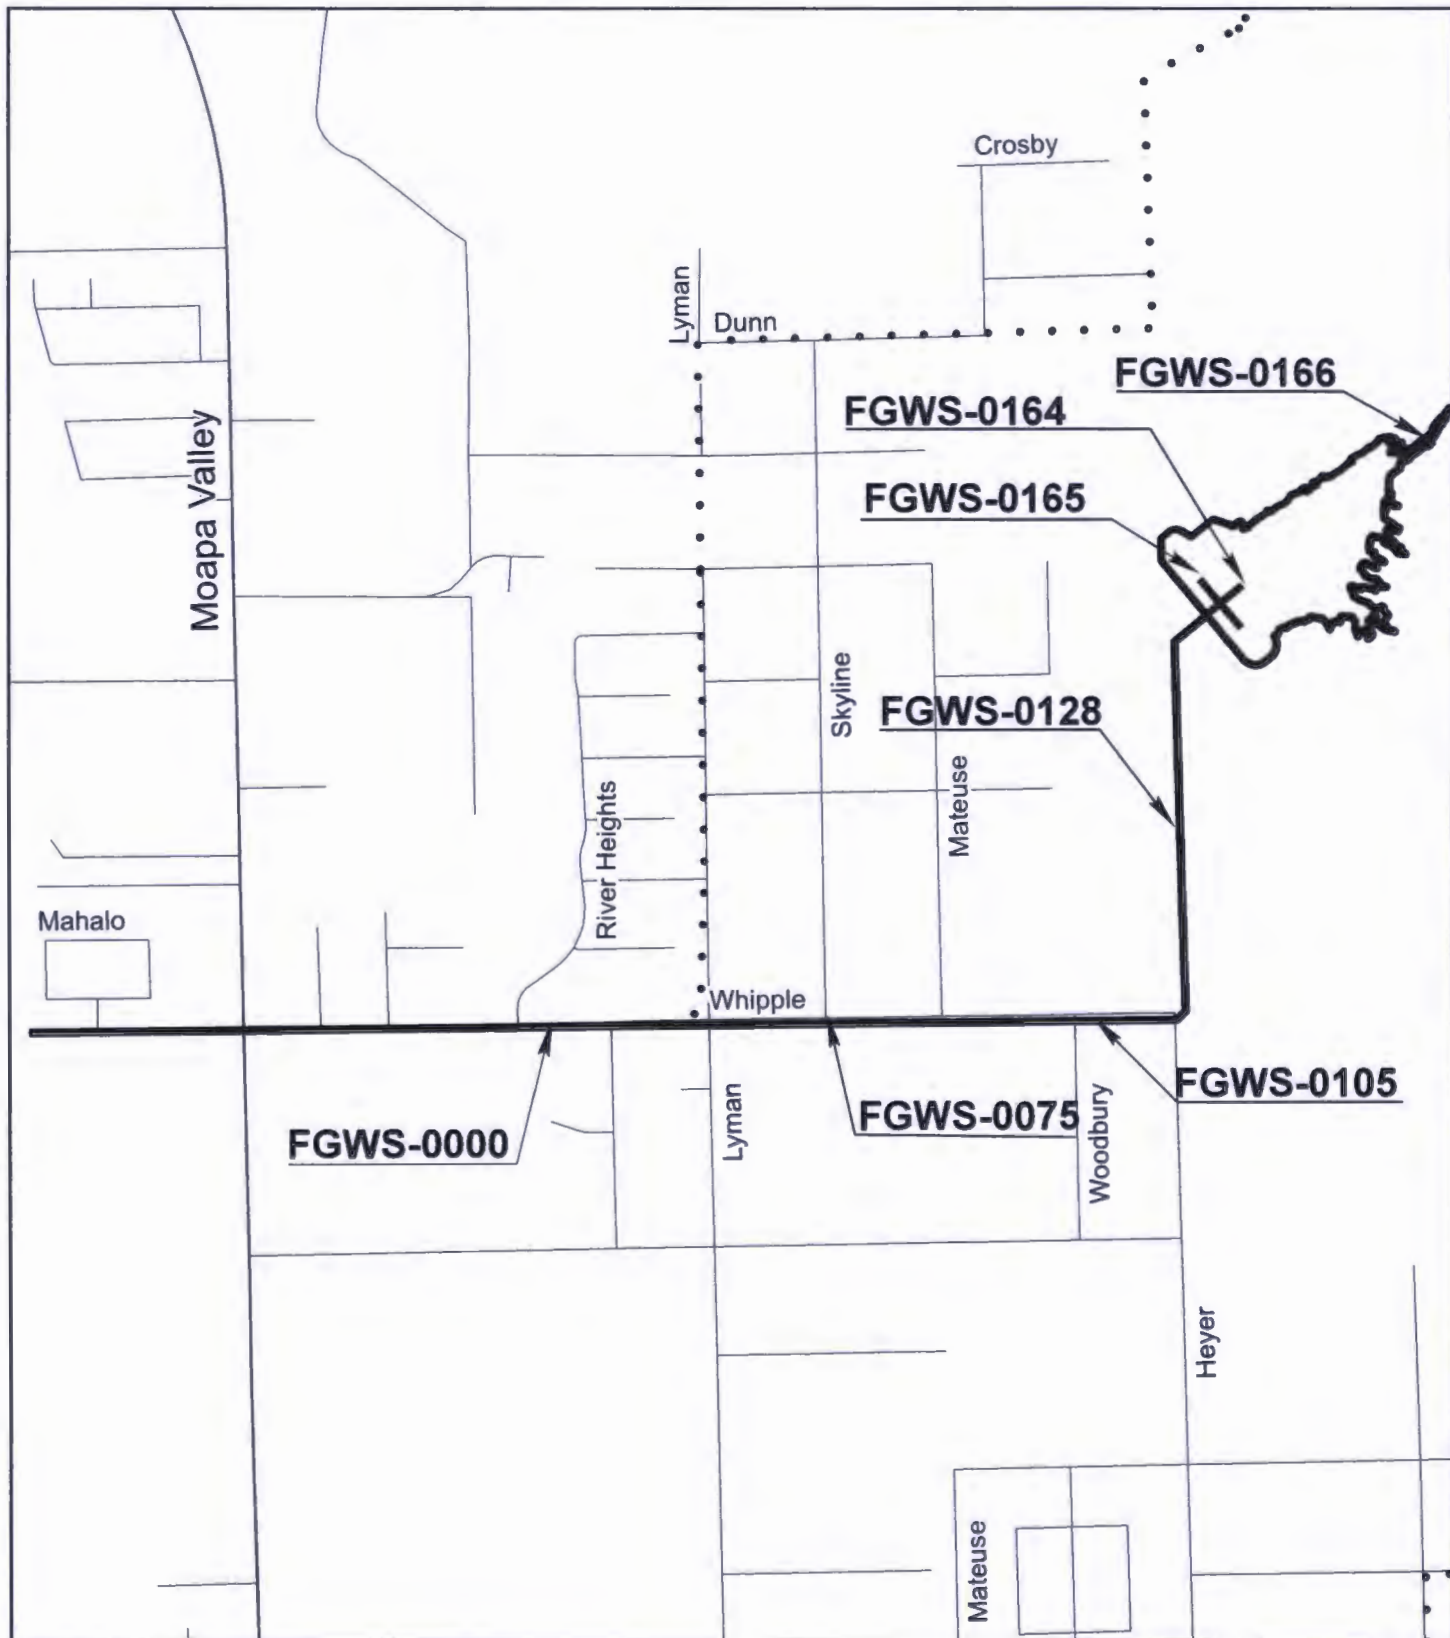 Crosby
Lyman
Dunn
FGWS-0166
FGWS-0164
FGWS-0165
Moapa Valley
Skyline
FGWS-0128
Mateuse
River Heights
Mahalo
Whipple
FGWS-0105
FGWS-0075
FGWS-0000
Lyman
Woodbury
Heyer
Mateuse